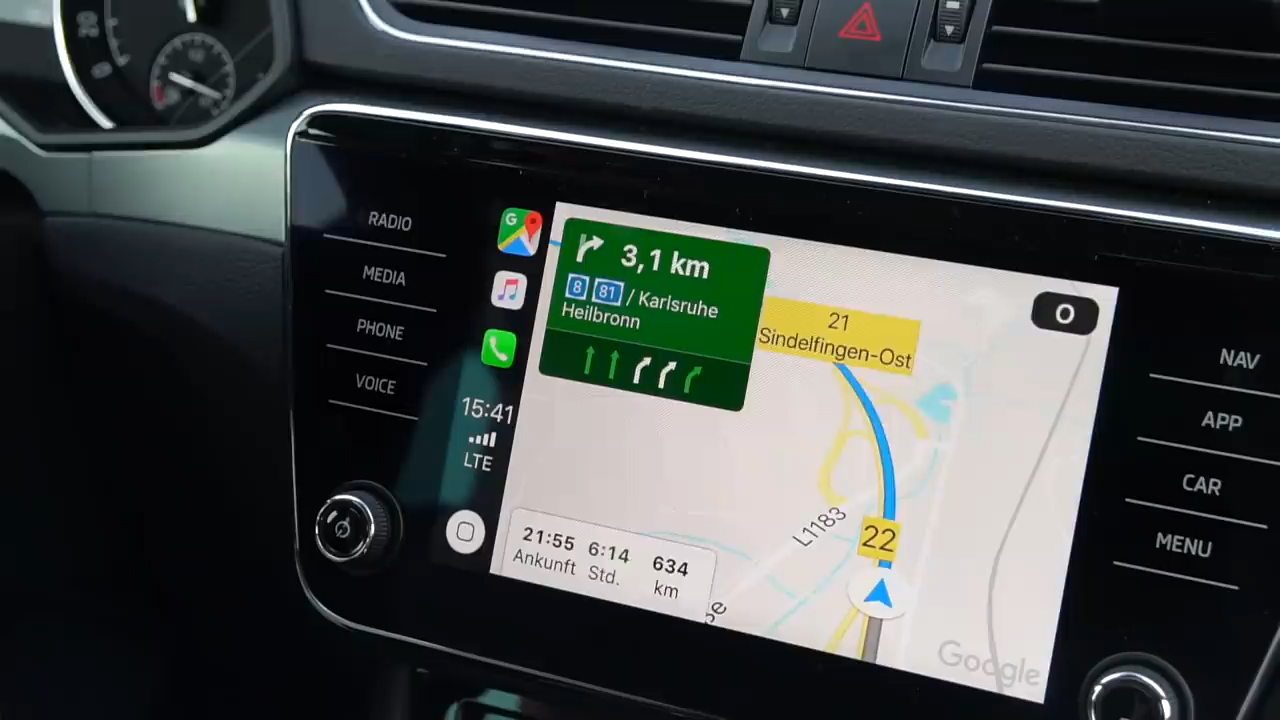 RADIO
MEDIA
PHONE
VOICE
G
15:41
LTE
3,1 km
8 81 / Karlsruhe
Heilbronn
21
Sindelfingen-Ost
O
L1183
22
21:55 6:14 634
Ankunft Std. km
Google
NAV
APP
CAR
MENU